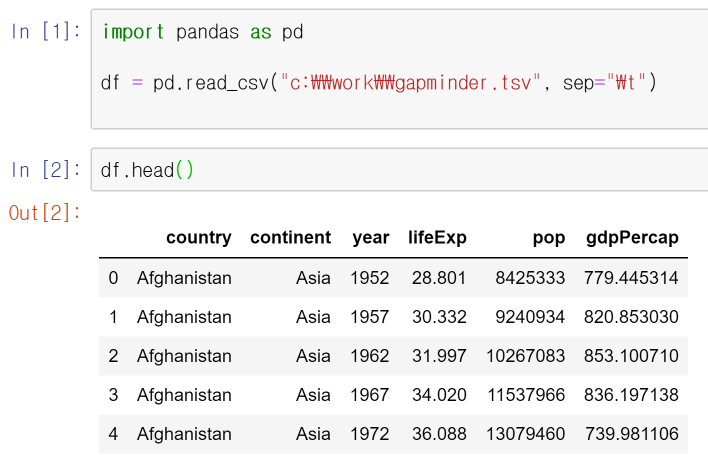 In [1]: import pandas as pd
df = pd.read_csv("c:₩₩work₩₩gapminder.tsv", sep="₩t")
In [2]: df.head()
Out[2]:
country continent year lifeExp pop gdpPercap
0 Afghanistan Asia 1952 28.801 8425333 779.445314
1 Afghanistan Asia 1957 30.332 9240934 820.853030
2 Afghanistan Asia 1962 31.997 10267083 853.100710
3 Afghanistan Asia 1967 34.020 11537966 836.197138
4 Afghanistan Asia 1972 36.088 13079460 739.981106